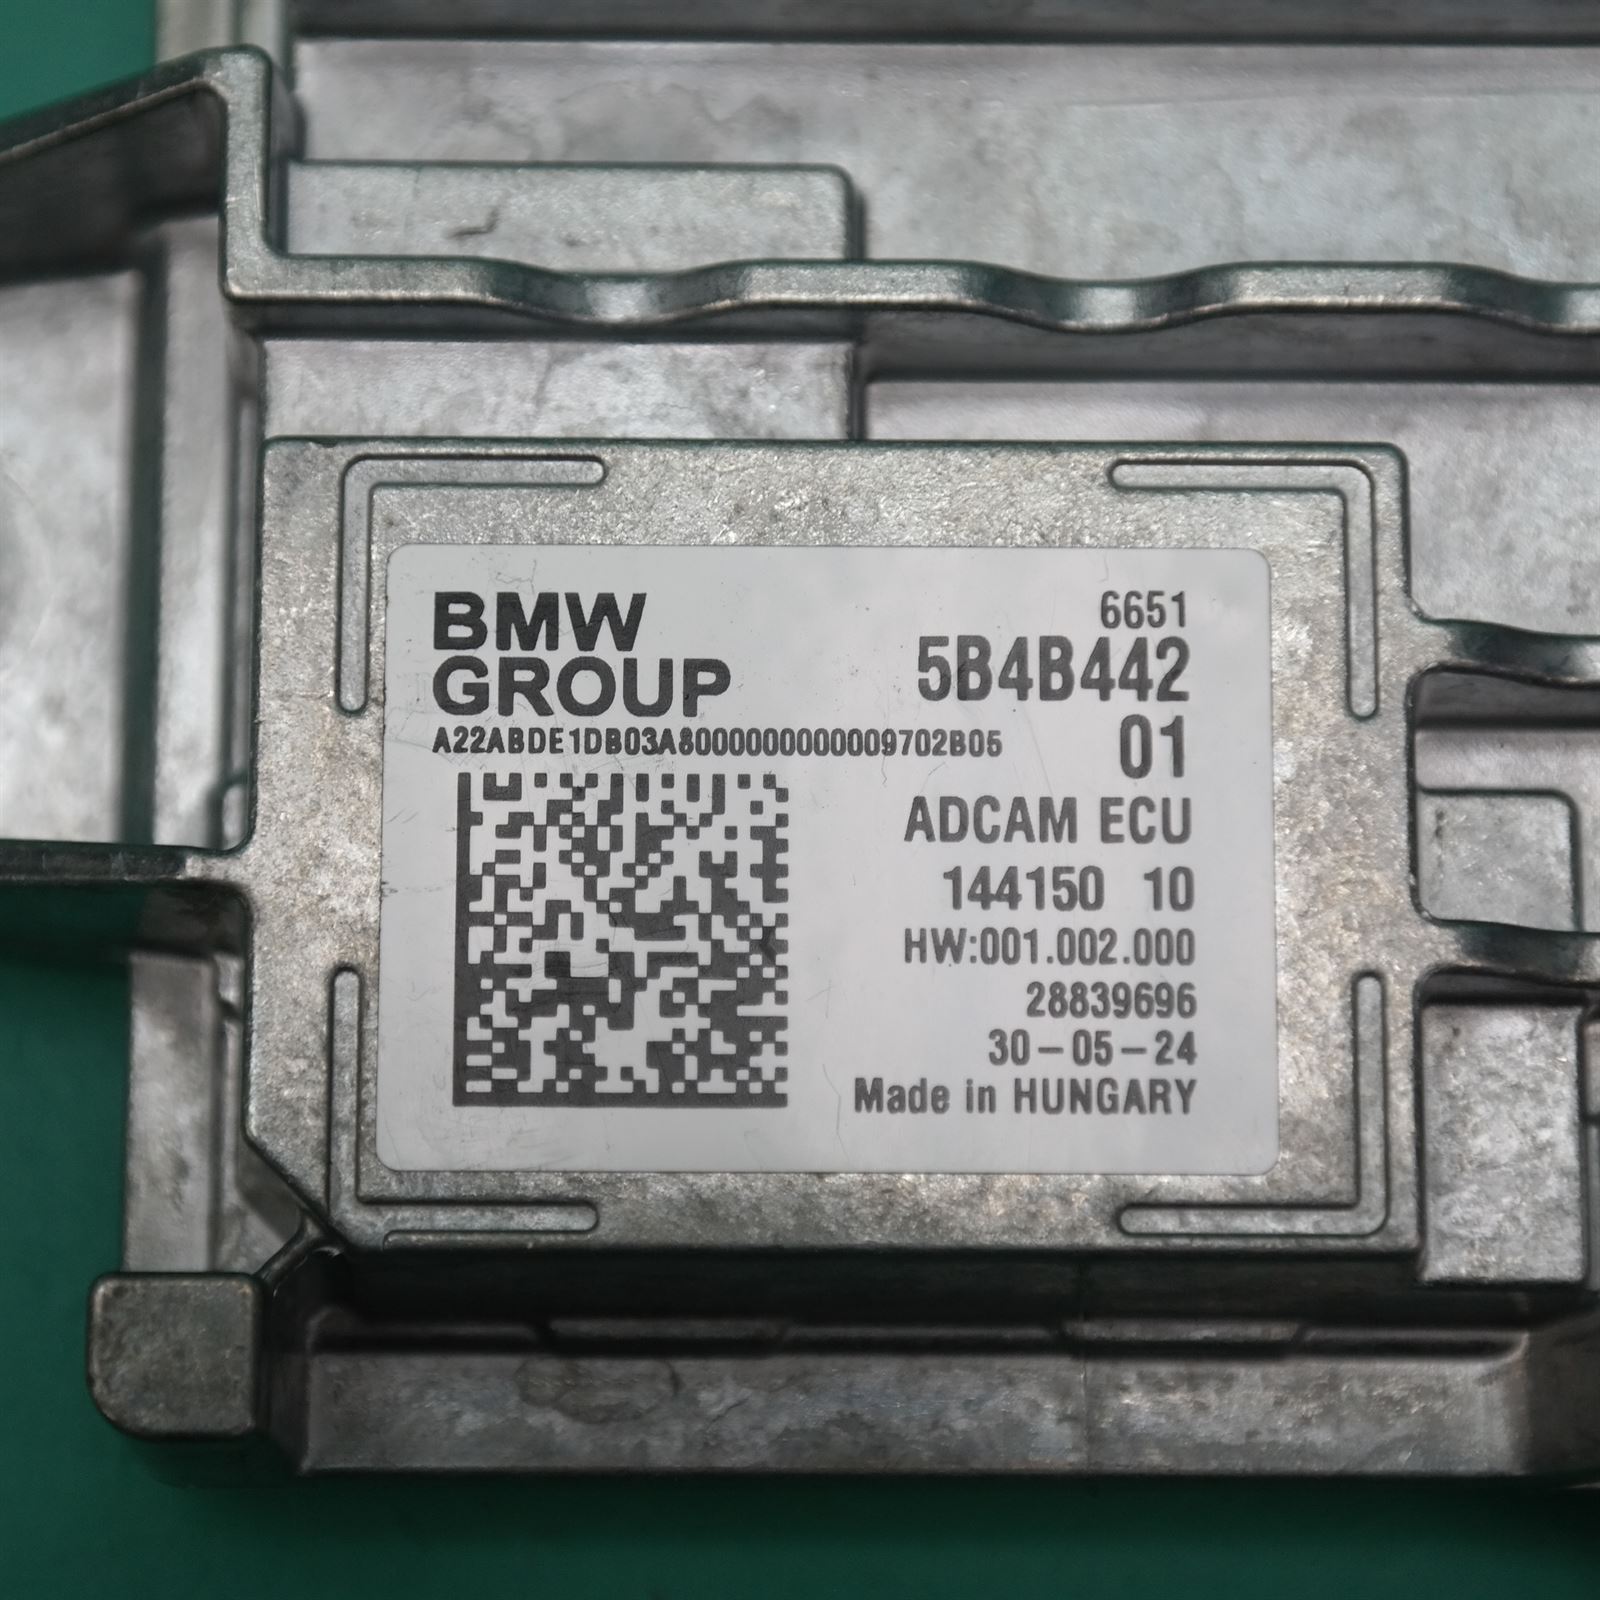 BMW
GROUP
A22ABDE1DB03A8000000000009702B05
6651
5B4B442
01
ADCAM ECU
144150 10
HW:001.002.000
28839696
30-05-24
Made in HUNGARY